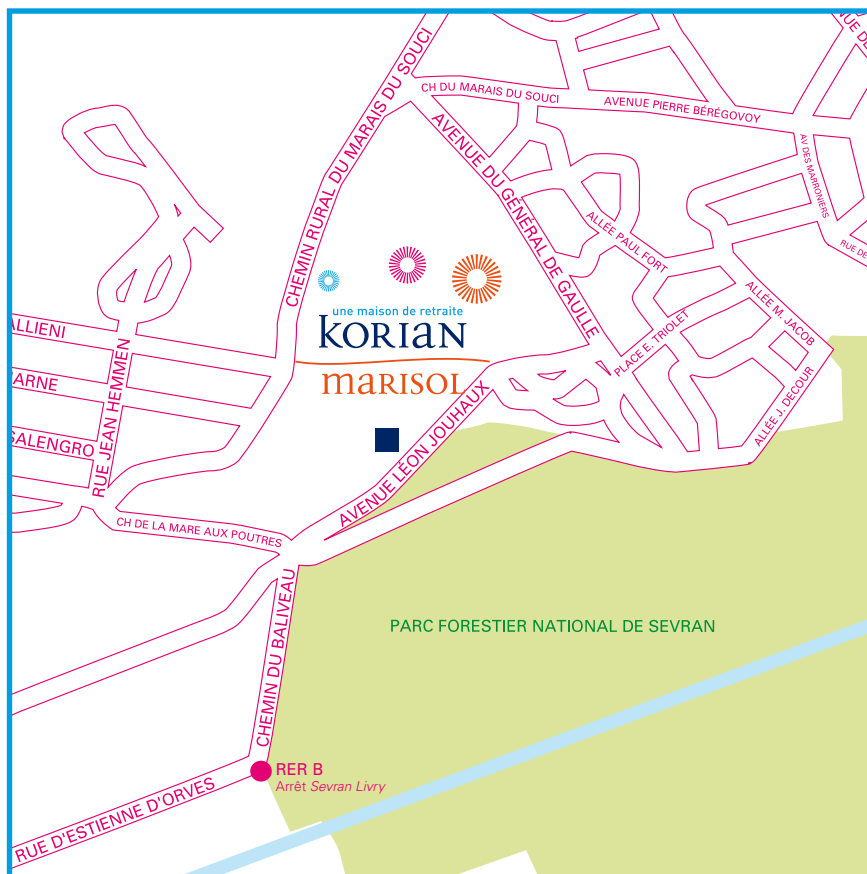 CHEMIN RURAL DU MARAIS DU SOUCI
CH DU MARAIS DU SOUCI
AVENUE PIERRE BÉRÉGOVOY
AVENUE DU GÉNÉRAL DE GAULLE
AV DES MARRONIERS
RUE DE
ALLÉE PAUL FORT
une maison de retraite
KORIAN
MARISOL
ALLIENI
ARNE
SALENGRO
RUE JEAN HEMMEN
PLACE E. TRIOLET
ALLÉE M. JACOB
ALLÉE J. DECOUR
AVENUE LÉON JOUHAUX
CH DE LA MARE AUX POUTRES
CHEMIN DU BALIVEAU
PARC FORESTIER NATIONAL DE SEVRAN
RER B
Arrêt Sevran Livry
RUE D'ESTIENNE D'ORVES